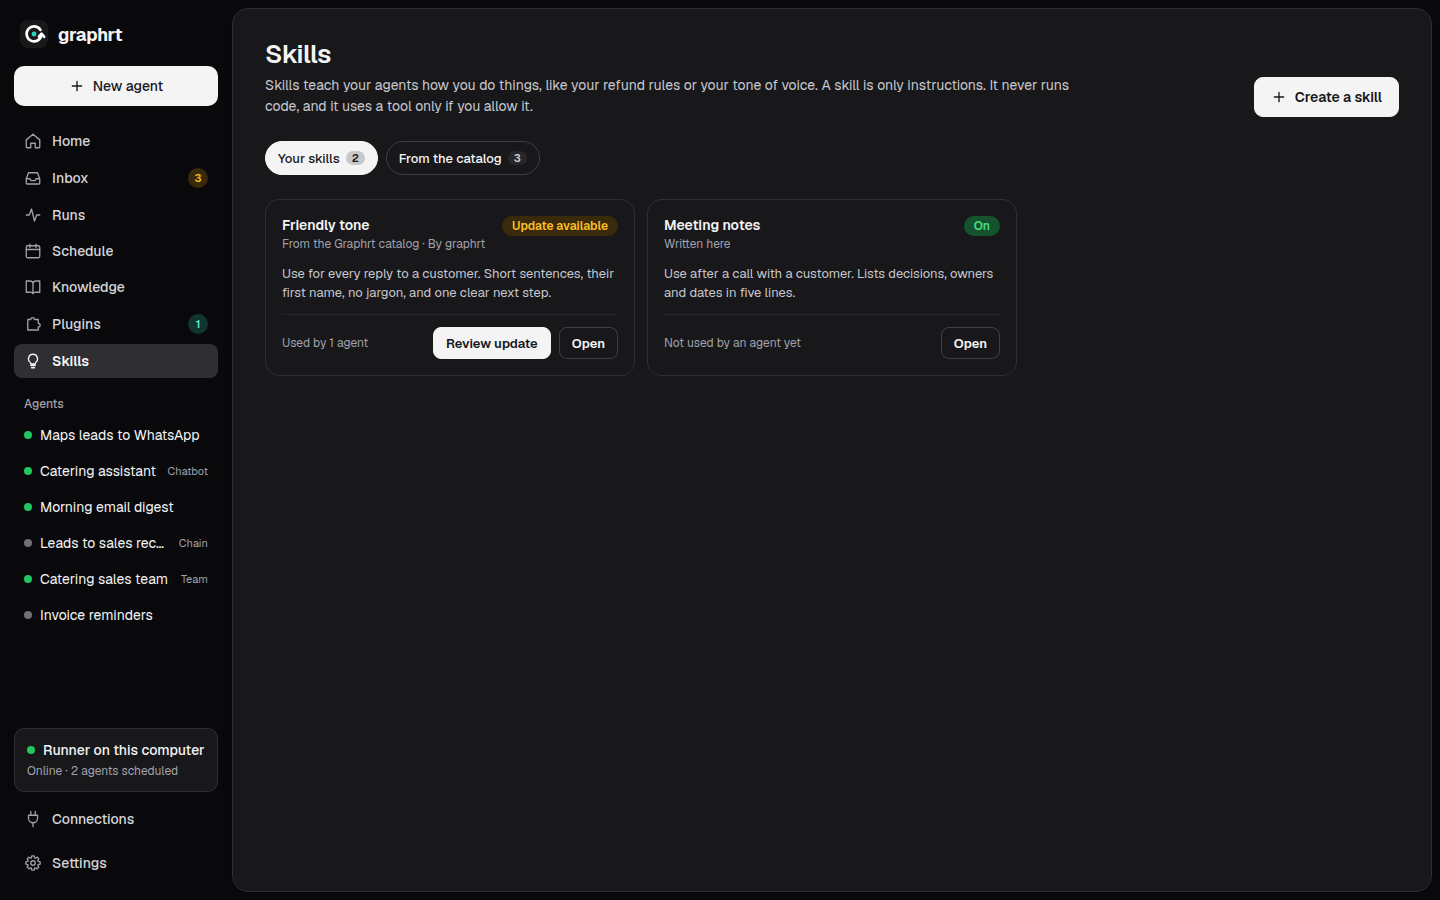 graphrt
New agent
Home
Inbox 3
Runs
Schedule
Knowledge
Plugins 1
Skills
Agents
Maps leads to WhatsApp
Catering assistant Chatbot
Morning email digest
Leads to sales rec... Chain
Catering sales team Team
Invoice reminders
Runner on this computer
Online · 2 agents scheduled
Connections
Settings
Skills
Skills teach your agents how you do things, like your refund rules or your tone of voice. A skill is only instructions. It never runs
code, and it uses a tool only if you allow it.
Create a skill
Your skills 2 From the catalog 3
Friendly tone Update available
From the Graphrt catalog · By graphrt
Use for every reply to a customer. Short sentences, their
first name, no jargon, and one clear next step.
Used by 1 agent Review update Open
Meeting notes On
Written here
Use after a call with a customer. Lists decisions, owners
and dates in five lines.
Not used by an agent yet Open